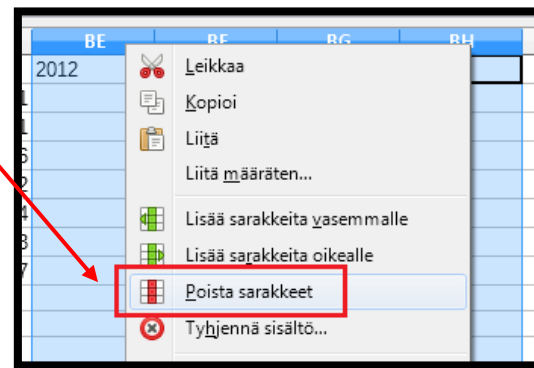 BE BF BG BH
2012
Leikkaa
Kopioi
Liitä
Liitä määräten...
Lisää sarakkeita vasemmalle
Lisää sarakkeita oikealle
Poista sarakkeet
Tyhjennä sisältö...